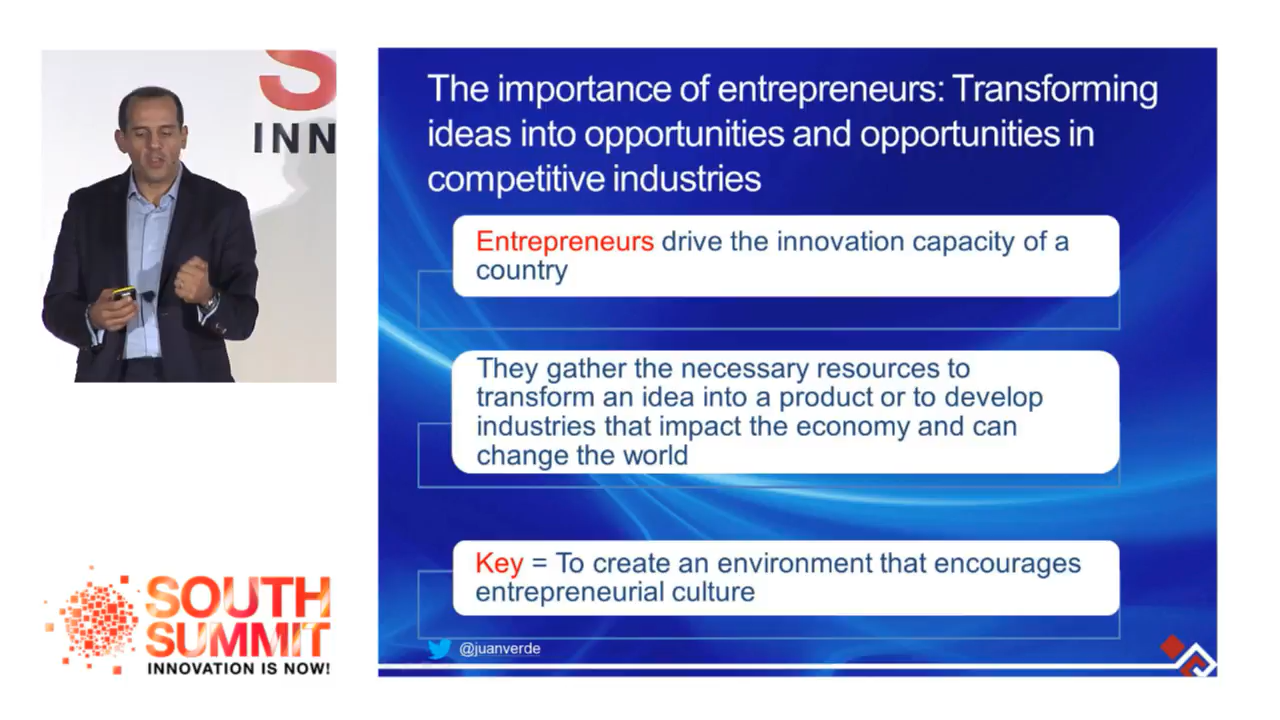 INN
The importance of entrepreneurs: Transforming
ideas into opportunities and opportunities in
competitive industries
Entrepreneurs drive the innovation capacity of a
country
They gather the necessary resources to
transform an idea into a product or to develop
industries that impact the economy and can
change the world
Key = To create an environment that encourages
entrepreneurial culture
@juanverde
SOUTH
SUMMIT
INNOVATION IS NOW!